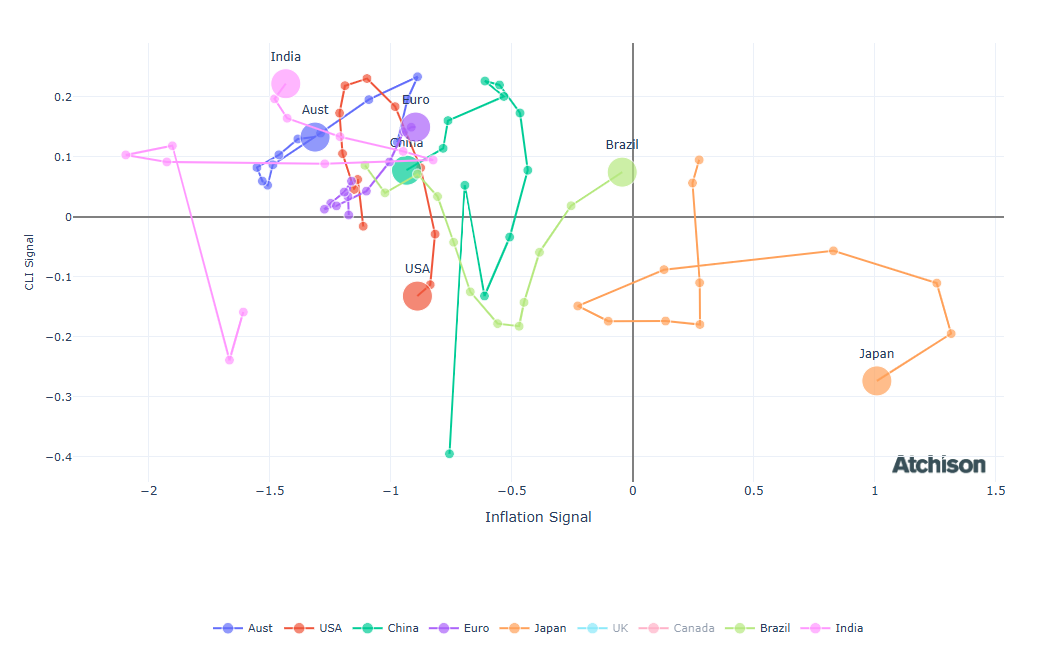 India
Aust
Euro
China
Brazil
USA
Japan
CLI Signal
0.2
0.1
0
−0.1
−0.2
−0.3
−0.4
−2
−1.5
−1
−0.5
0
0.5
1
1.5
Inflation Signal
Atchison
Aust USA China Euro Japan UK Canada Brazil India